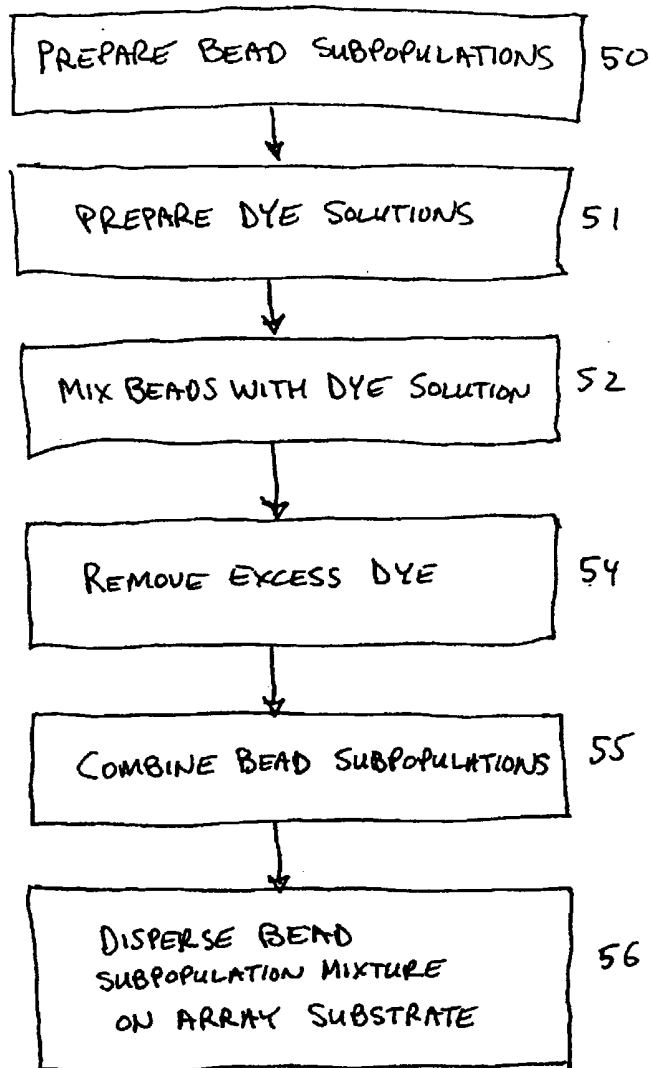 PREPARE BEAD SUBPOPULATIONS 50
PREPARE DYE SOLUTIONS 51
MIX BEADS WITH DYE SOLUTION 52
REMOVE EXCESS DYE 54
COMBINE BEAD SUBPOPULATIONS 55
DISPERSE BEAD
SUBPOPULATION MIXTURE 56
ON ARRAY SUBSTRATE